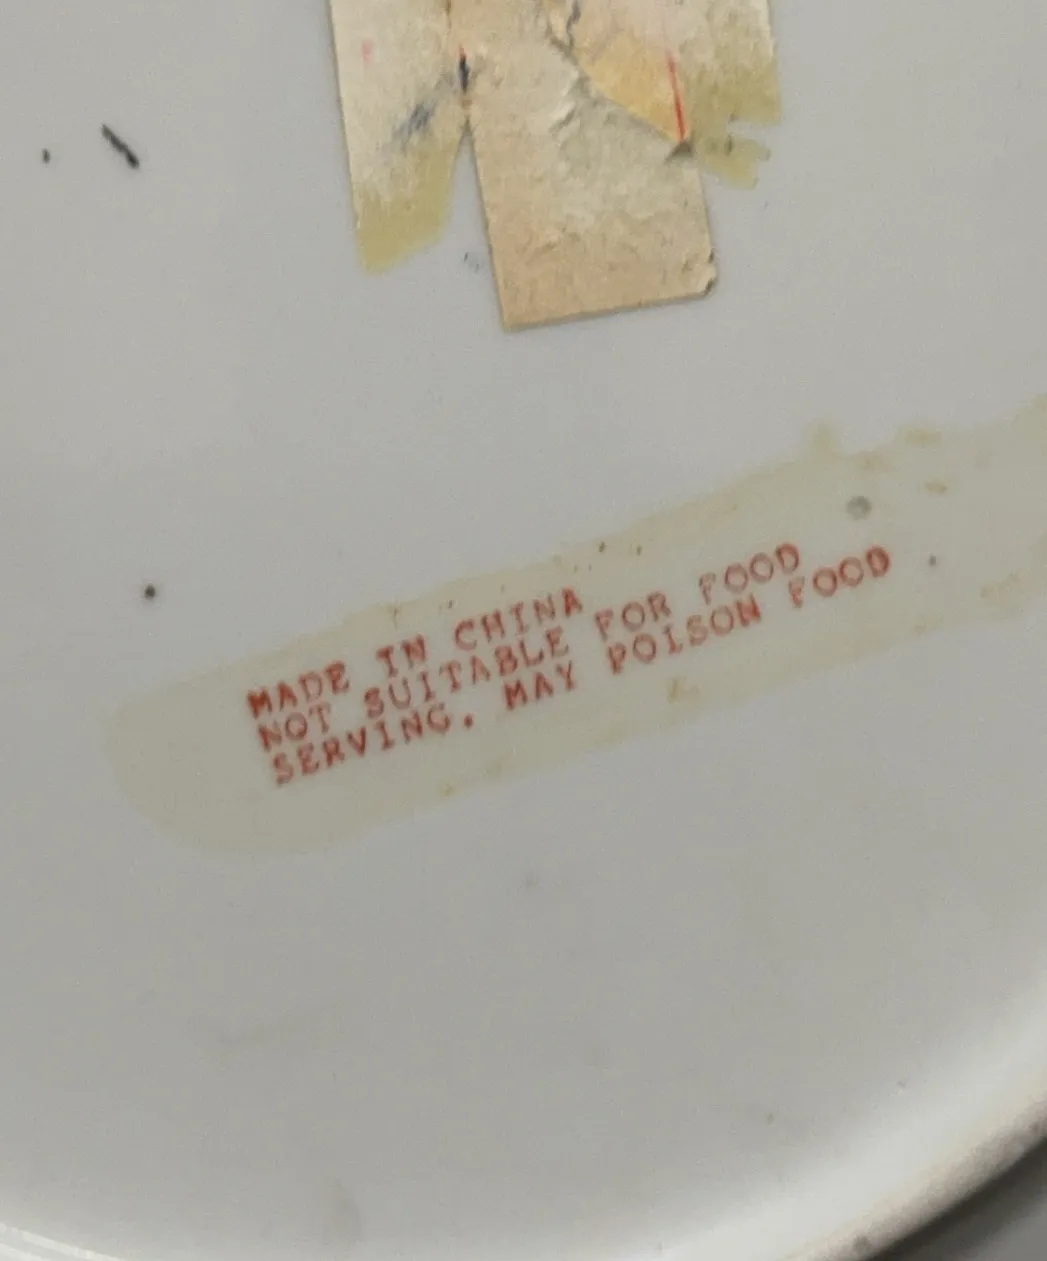 MADE IN CHINA
NOT SUITABLE FOR FOOD
SERVING. MAY POISON FOOD